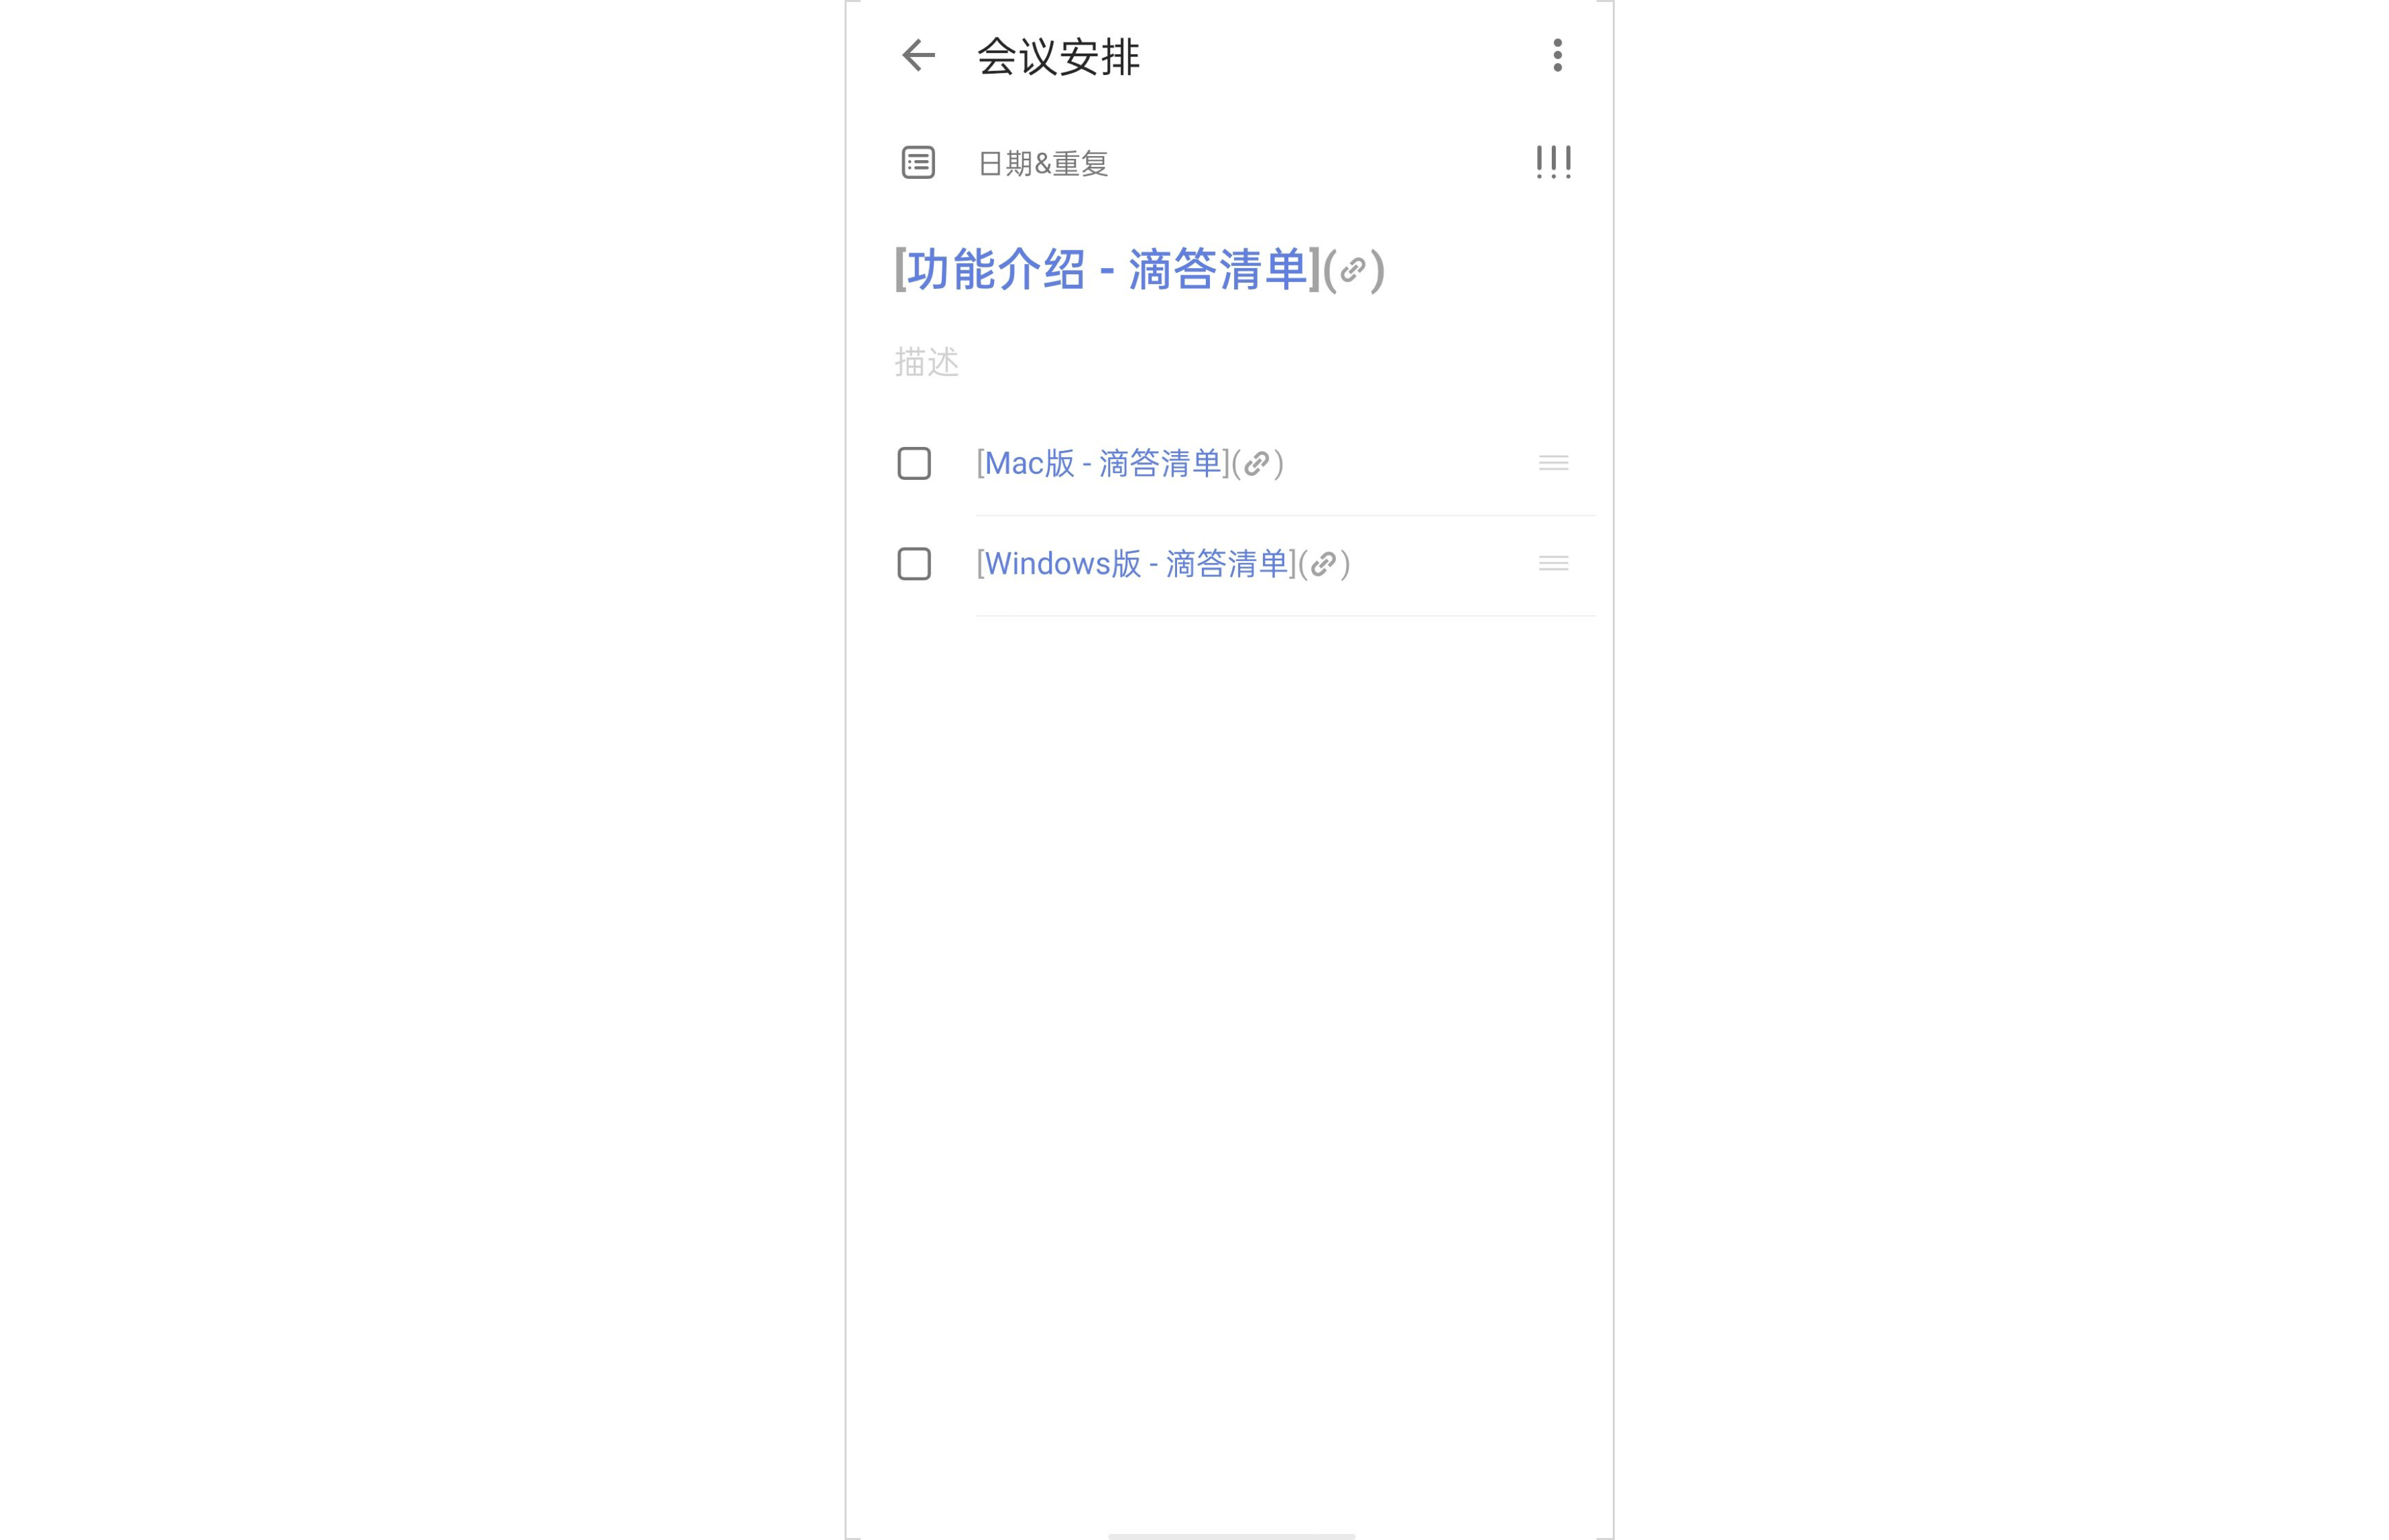 会议安排
日期&重复
[功能介绍 - 滴答清单]()
描述
[Mac版 - 滴答清单]()
[Windows版 - 滴答清单]()